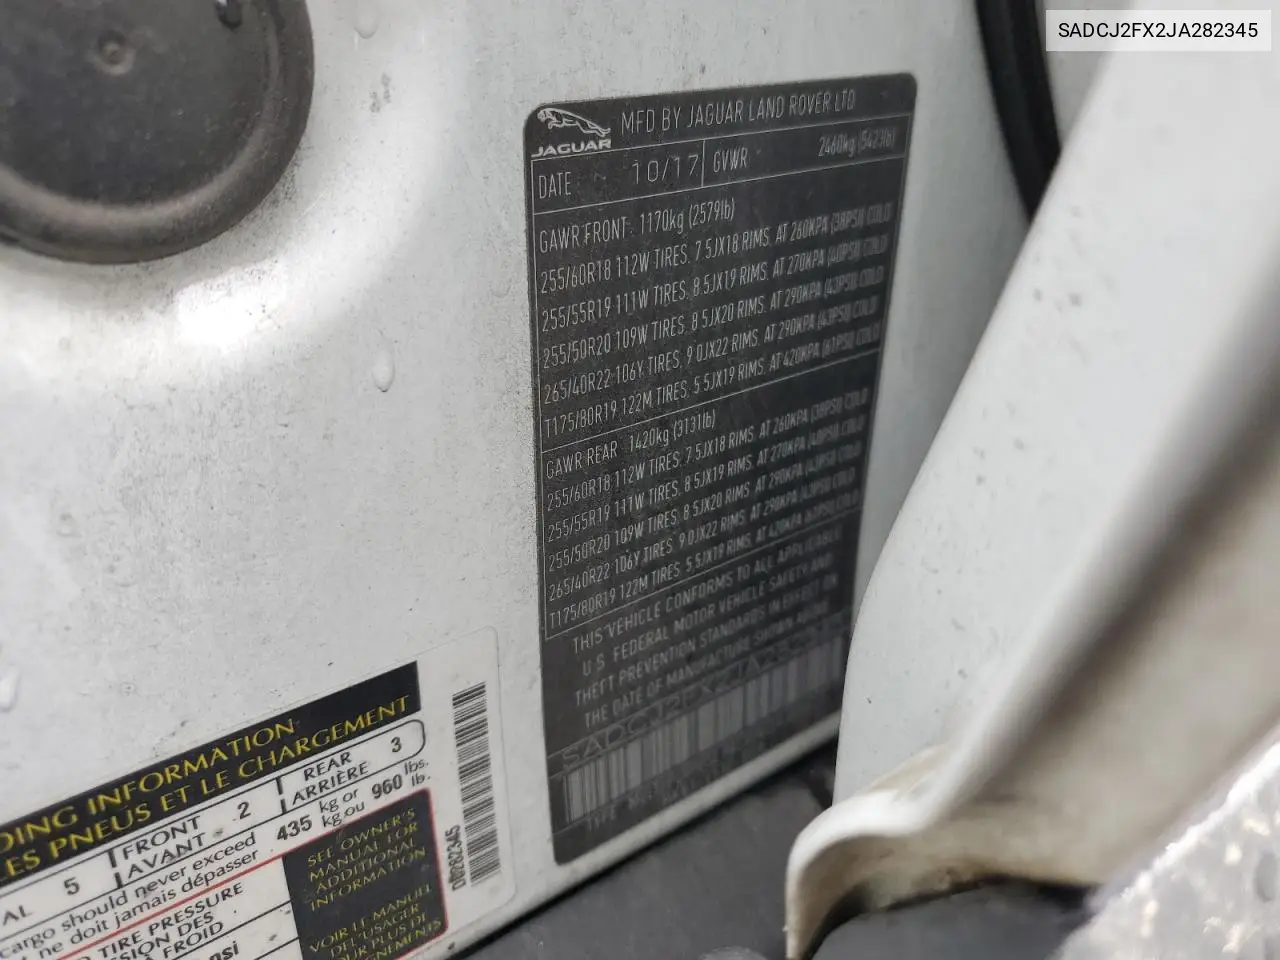 SADCJ2FX2JA282345
JAGUAR
MFD BY JAGUAR LAND ROVER LTD
DATE 10/17 GVWR 2460kg (5423lb)
GAWR FRONT 1170kg (2579lb)
255/60R18 112W TIRES, 7.5JX18 RIMS, AT 260KPA (38PSI) COLD
255/55R19 111W TIRES, 8.5JX19 RIMS, AT 270KPA (40PSI) COLD
255/50R20 109W TIRES, 8.5JX20 RIMS, AT 290KPA (43PSI) COLD
265/40R22 106Y TIRES, 9.0JX22 RIMS, AT 290KPA (43PSI) COLD
T175/80R19 122M TIRES, 5.5JX19 RIMS, AT 420KPA (61PSI) COLD
GAWR REAR 1420kg (3131lb)
255/60R18 112W TIRES, 7.5JX18 RIMS, AT 260KPA (38PSI) COLD
255/55R19 111W TIRES, 8.5JX19 RIMS, AT 270KPA (40PSI) COLD
255/50R20 109W TIRES, 8.5JX20 RIMS, AT 290KPA (43PSI) COLD
265/40R22 106Y TIRES, 9.0JX22 RIMS, AT 290KPA (43PSI) COLD
T175/80R19 122M TIRES, 5.5JX19 RIMS, AT 420KPA (61PSI) COLD
THIS VEHICLE CONFORMS TO ALL APPLICABLE
U.S. FEDERAL MOTOR VEHICLE SAFETY AND
THEFT PREVENTION STANDARDS IN EFFECT ON
THE DATE OF MANUFACTURE SHOWN ABOVE
SADCJ2FX2JA282345
TYPE
DING INFORMATION
LES PNEUS ET LE CHARGEMENT
AL 5 FRONT AVANT 2 REAR ARRIÈRE 3
cargo should never exceed 435 kg or 960 lbs.
ne doit jamais dépasser kg ou lb.
TIRE PRESSURE
SION DES
À FROID
psi
SEE OWNER'S
MANUAL FOR
ADDITIONAL
INFORMATION
VOIR LE MANUEL
DE L'USAGER
POUR PLUS DE